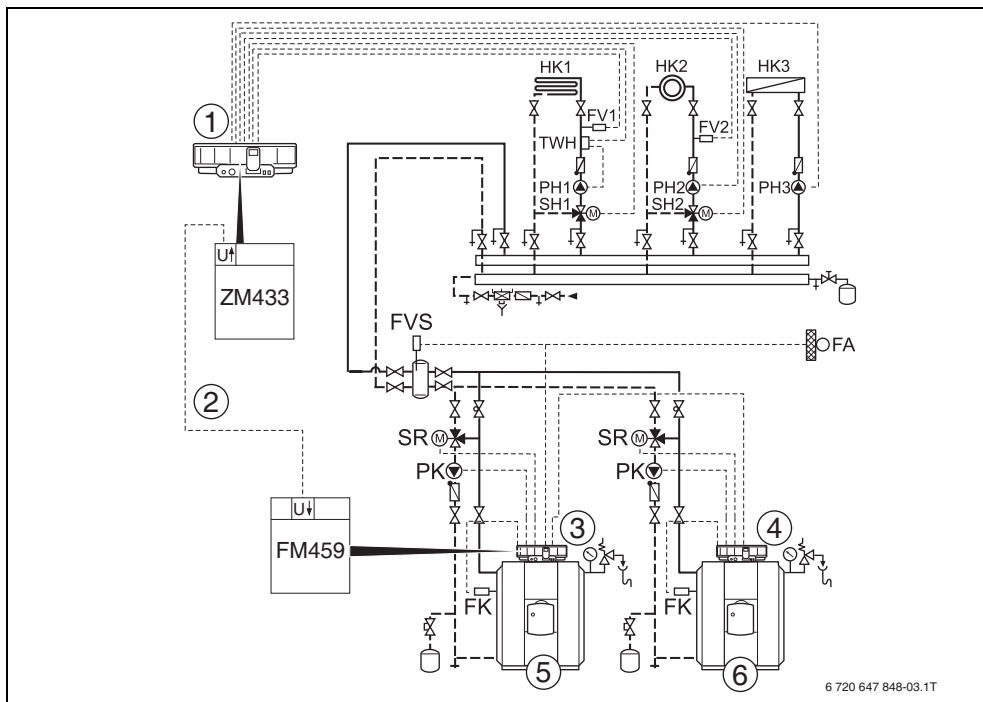 HK1 HK2 HK3
1
FV1 FV2
TWH
PH1 PH2 PH3
SH1 M SH2 M
U
ZM433
FVS
FA
2
SR M SR M
PK PK
U
FM459
3 4
FK FK
5 6
6 720 647 848-03.1T